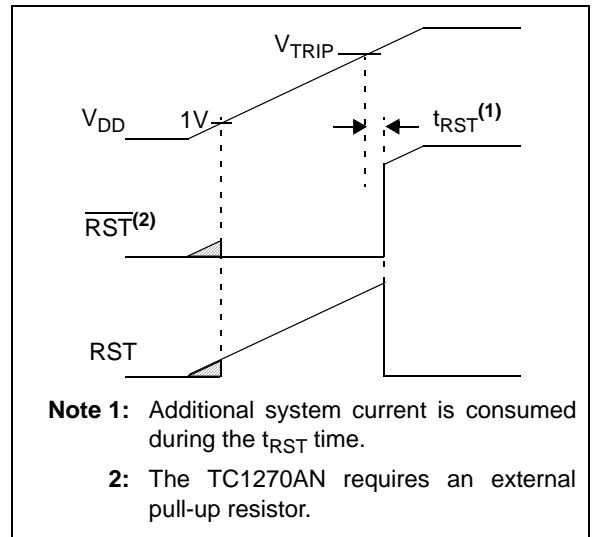 V_TRIP
V_DD 1V t_RST(1)
R̅S̅T̅(2)
RST
Note 1: Additional system current is consumed
during the t_RST time.
2: The TC1270AN requires an external
pull-up resistor.